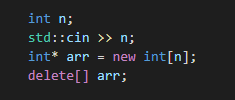 int n;
std::cin >> n;
int* arr = new int[n];
delete[] arr;